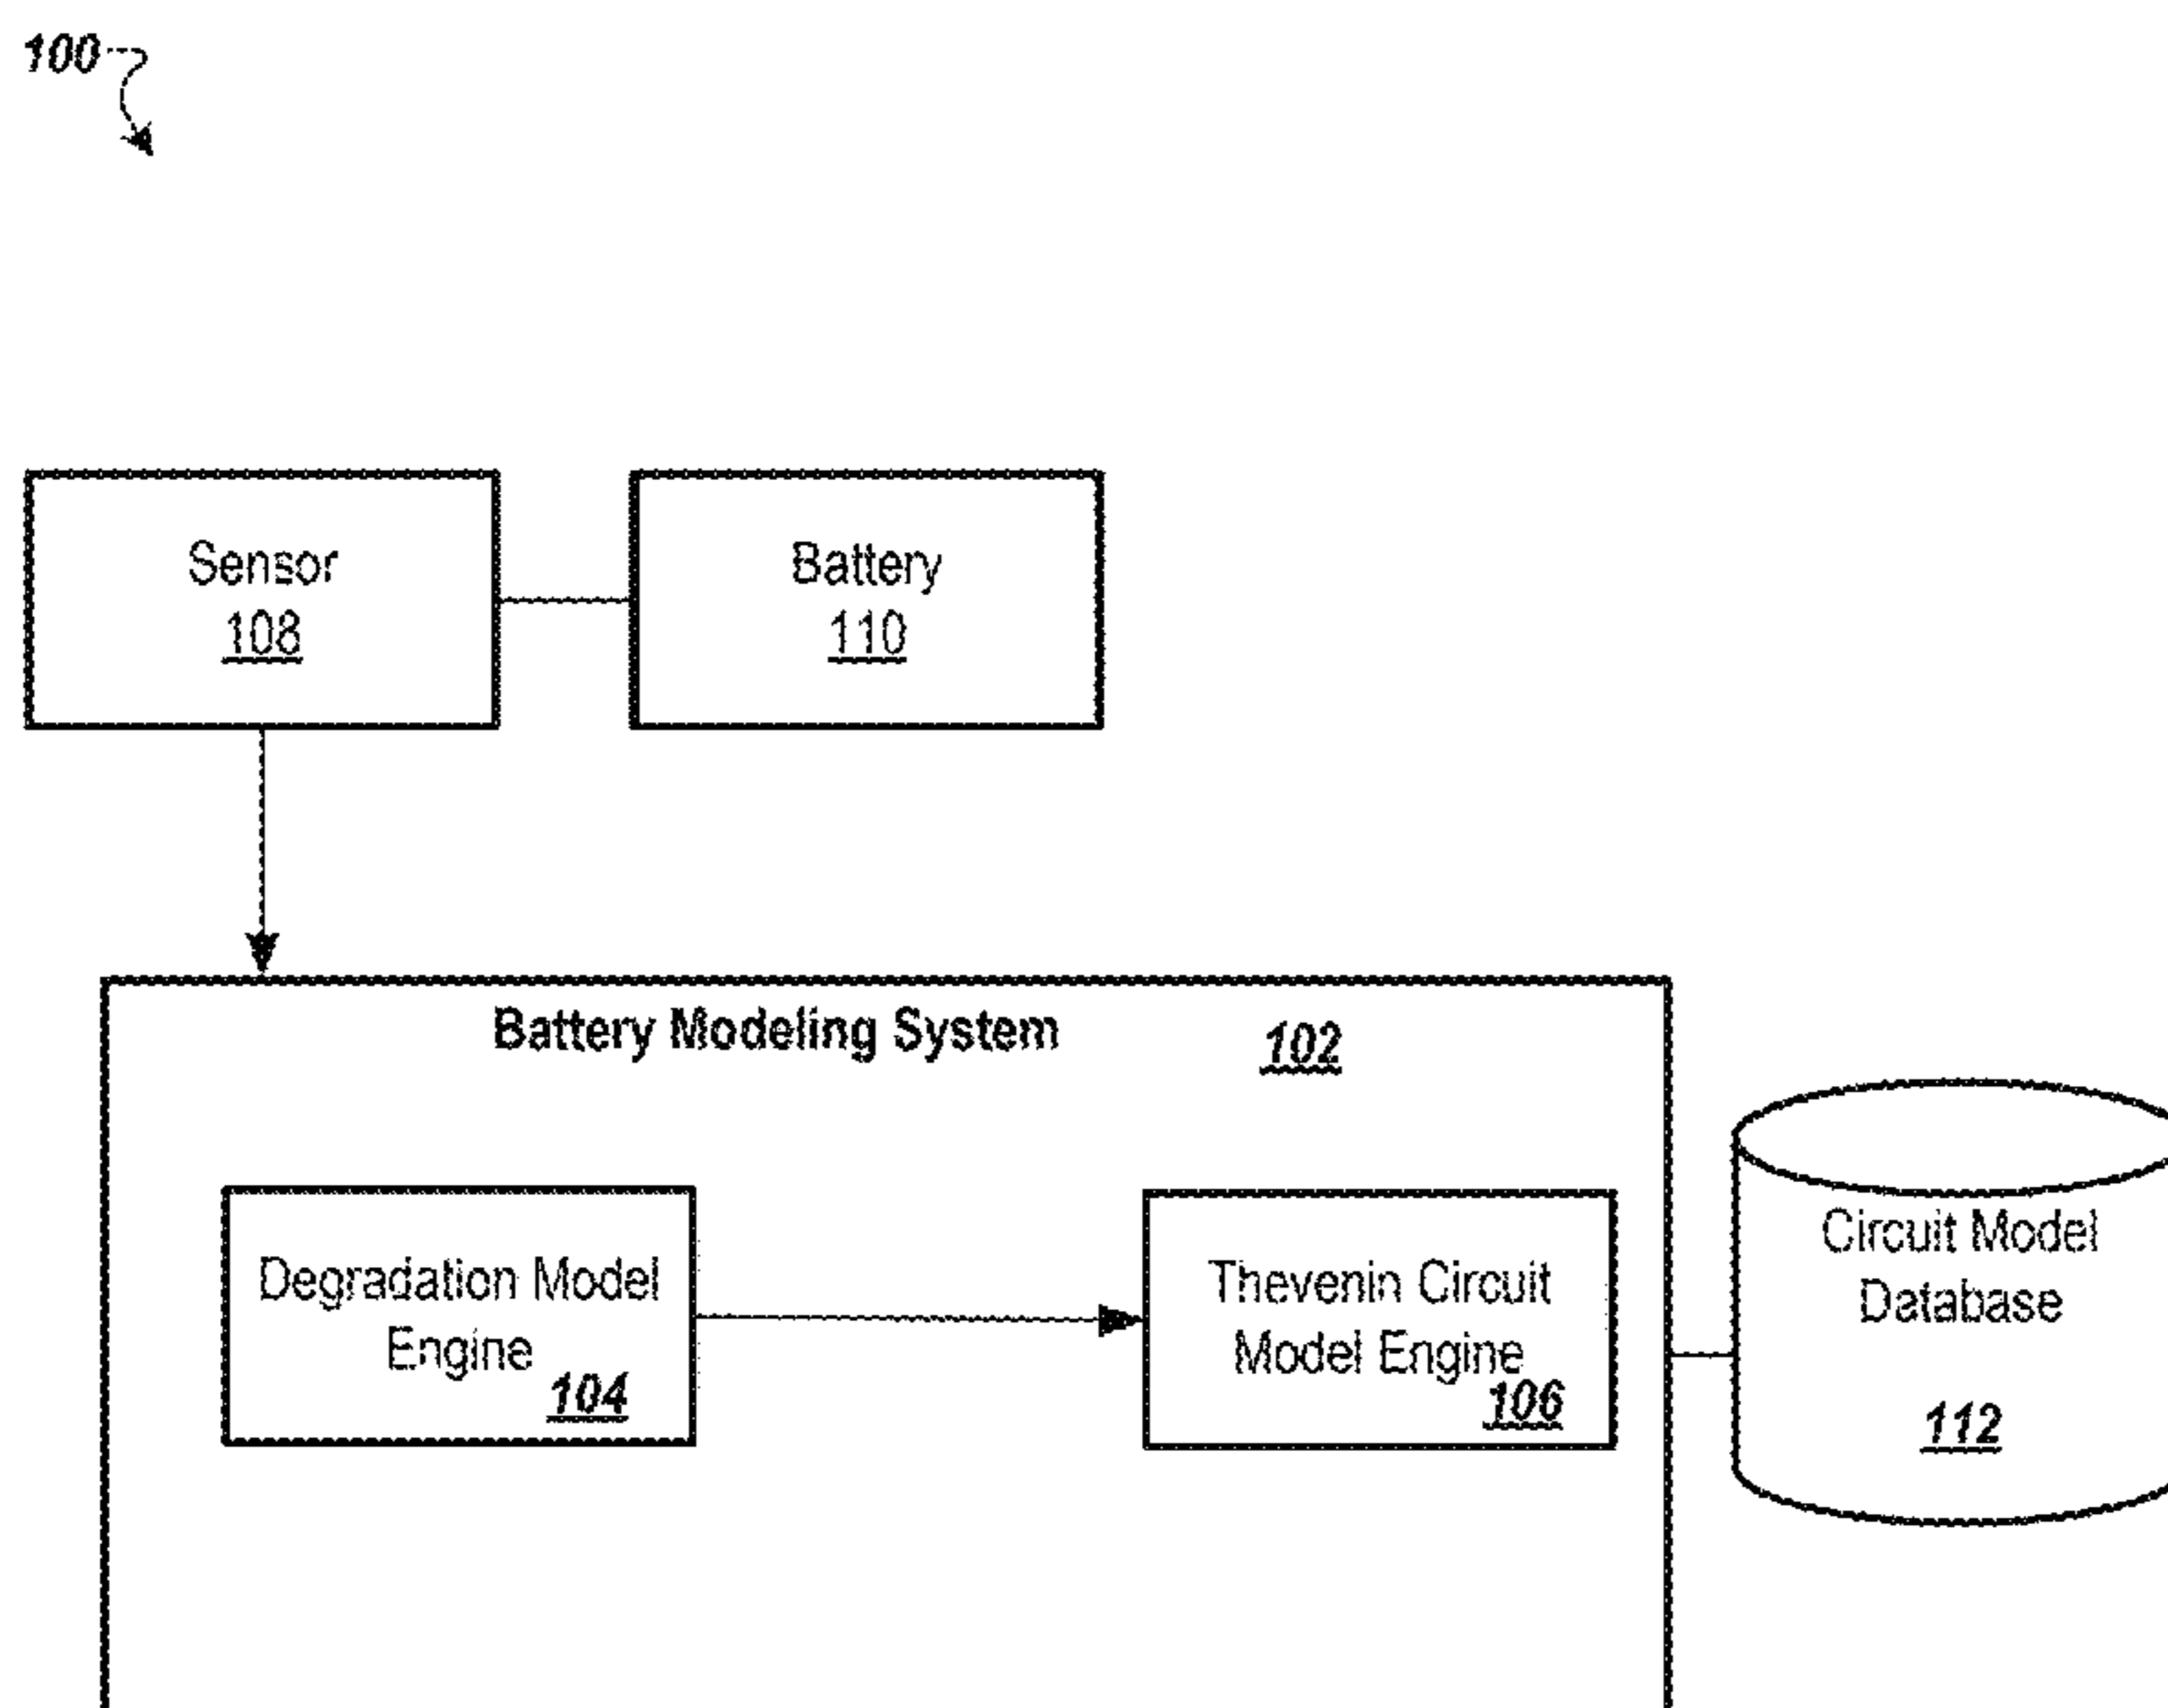 100
Sensor
108
Battery
110
Battery Modeling System
102
Degradation Model
Engine
104
Thevenin Circuit
Model Engine
106
Circuit Model
Database
112